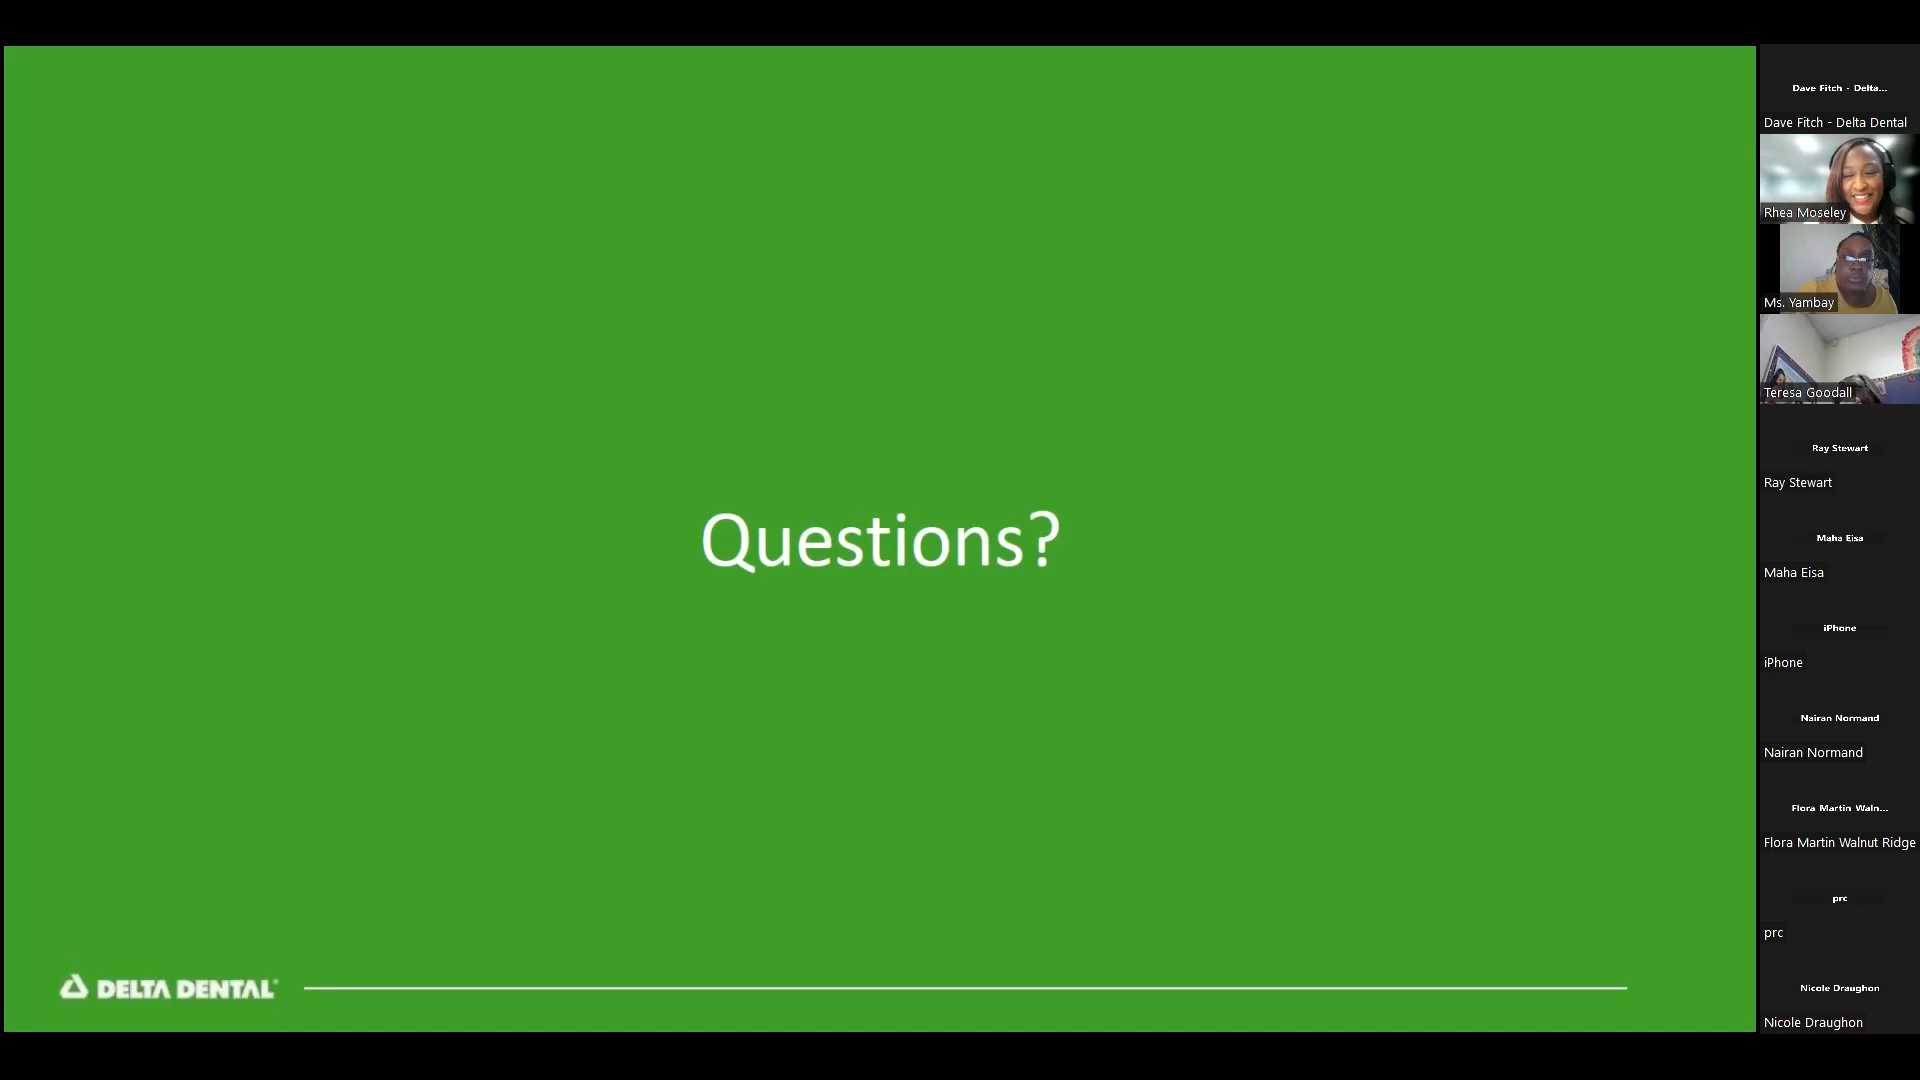 Questions?
DELTA DENTAL®
Dave Fitch - Delta...
Dave Fitch - Delta Dental
Rhea Moseley
Ms. Yambay
Teresa Goodall
Ray Stewart
Ray Stewart
Maha Eisa
Maha Eisa
iPhone
iPhone
Nairan Normand
Nairan Normand
Flora Martin Waln...
Flora Martin Walnut Ridge
prc
prc
Nicole Draughon
Nicole Draughon